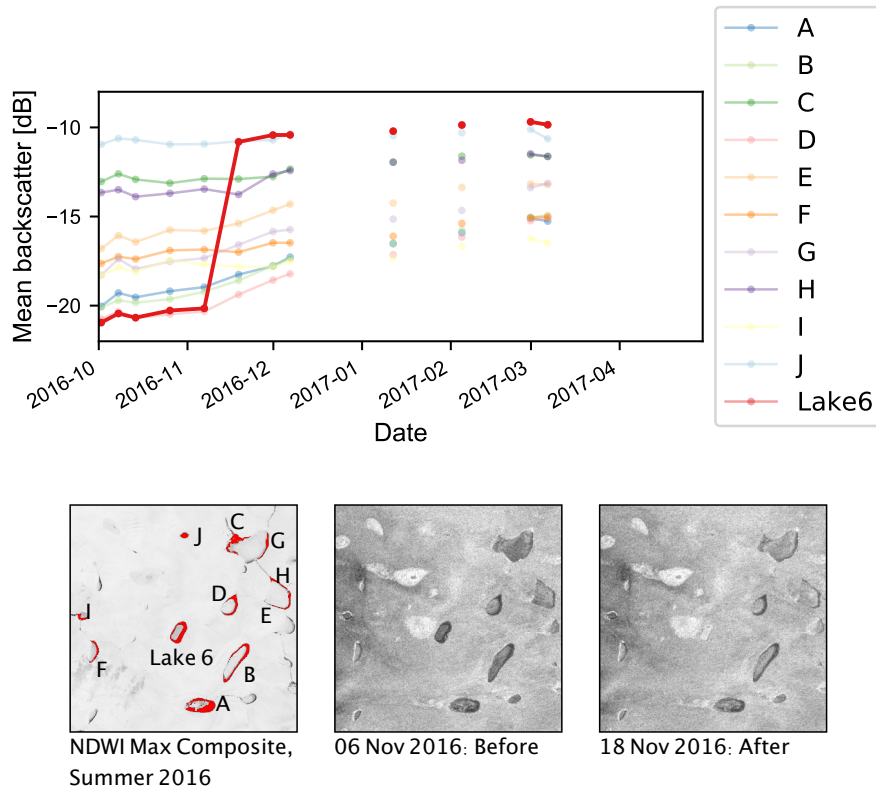 A
B
C
D
E
F
G
H
I
J
Lake6
Mean backscatter [dB]
−10
−15
−20
2016-10
2016-11
2016-12
2017-01
2017-02
2017-03
2017-04
Date
C
J
G
H
D
E
I
Lake 6
F
B
A
NDWI Max Composite,
Summer 2016
06 Nov 2016: Before
18 Nov 2016: After